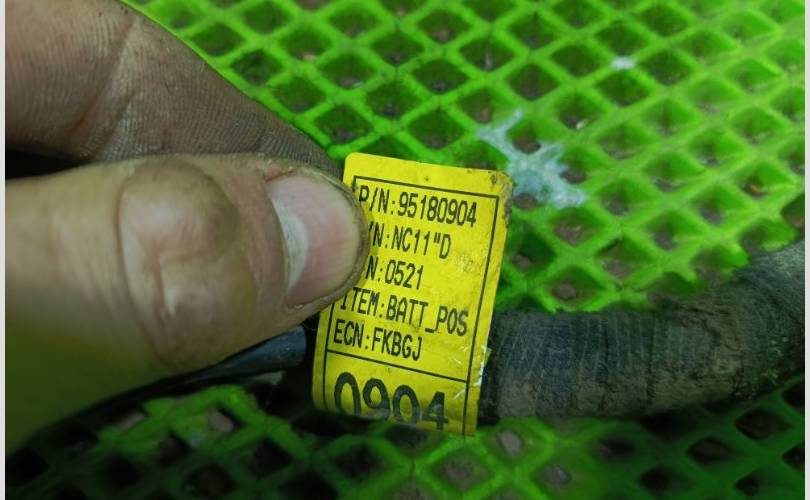 P/N:95180904
/N:NC11"D
N:0521
ITEM:BATT_POS
ECN:FKBGJ
0904